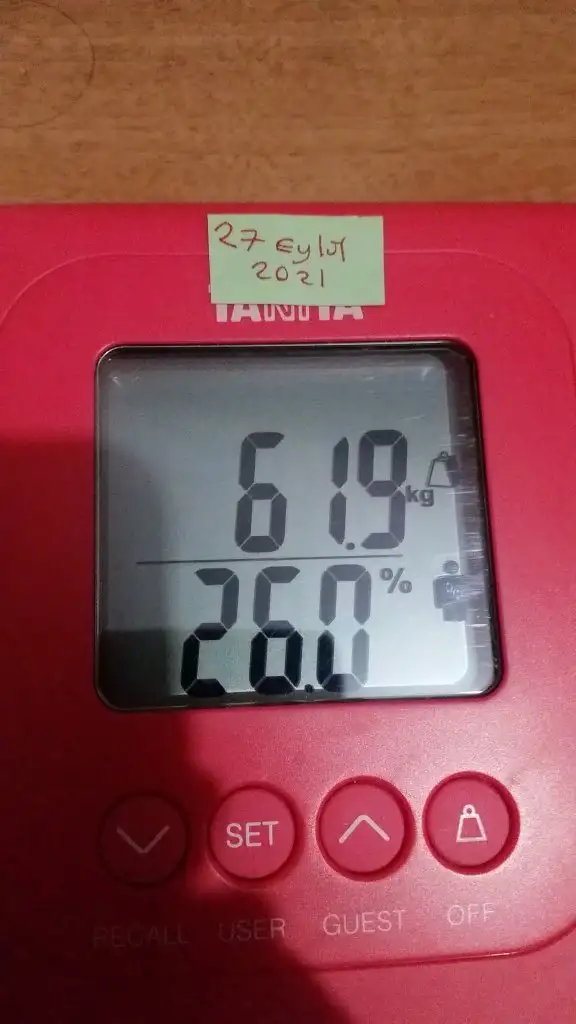 27 Eylül
2021
TANITA
61.9 kg
26.0 %
SET
RECALL USER GUEST OFF